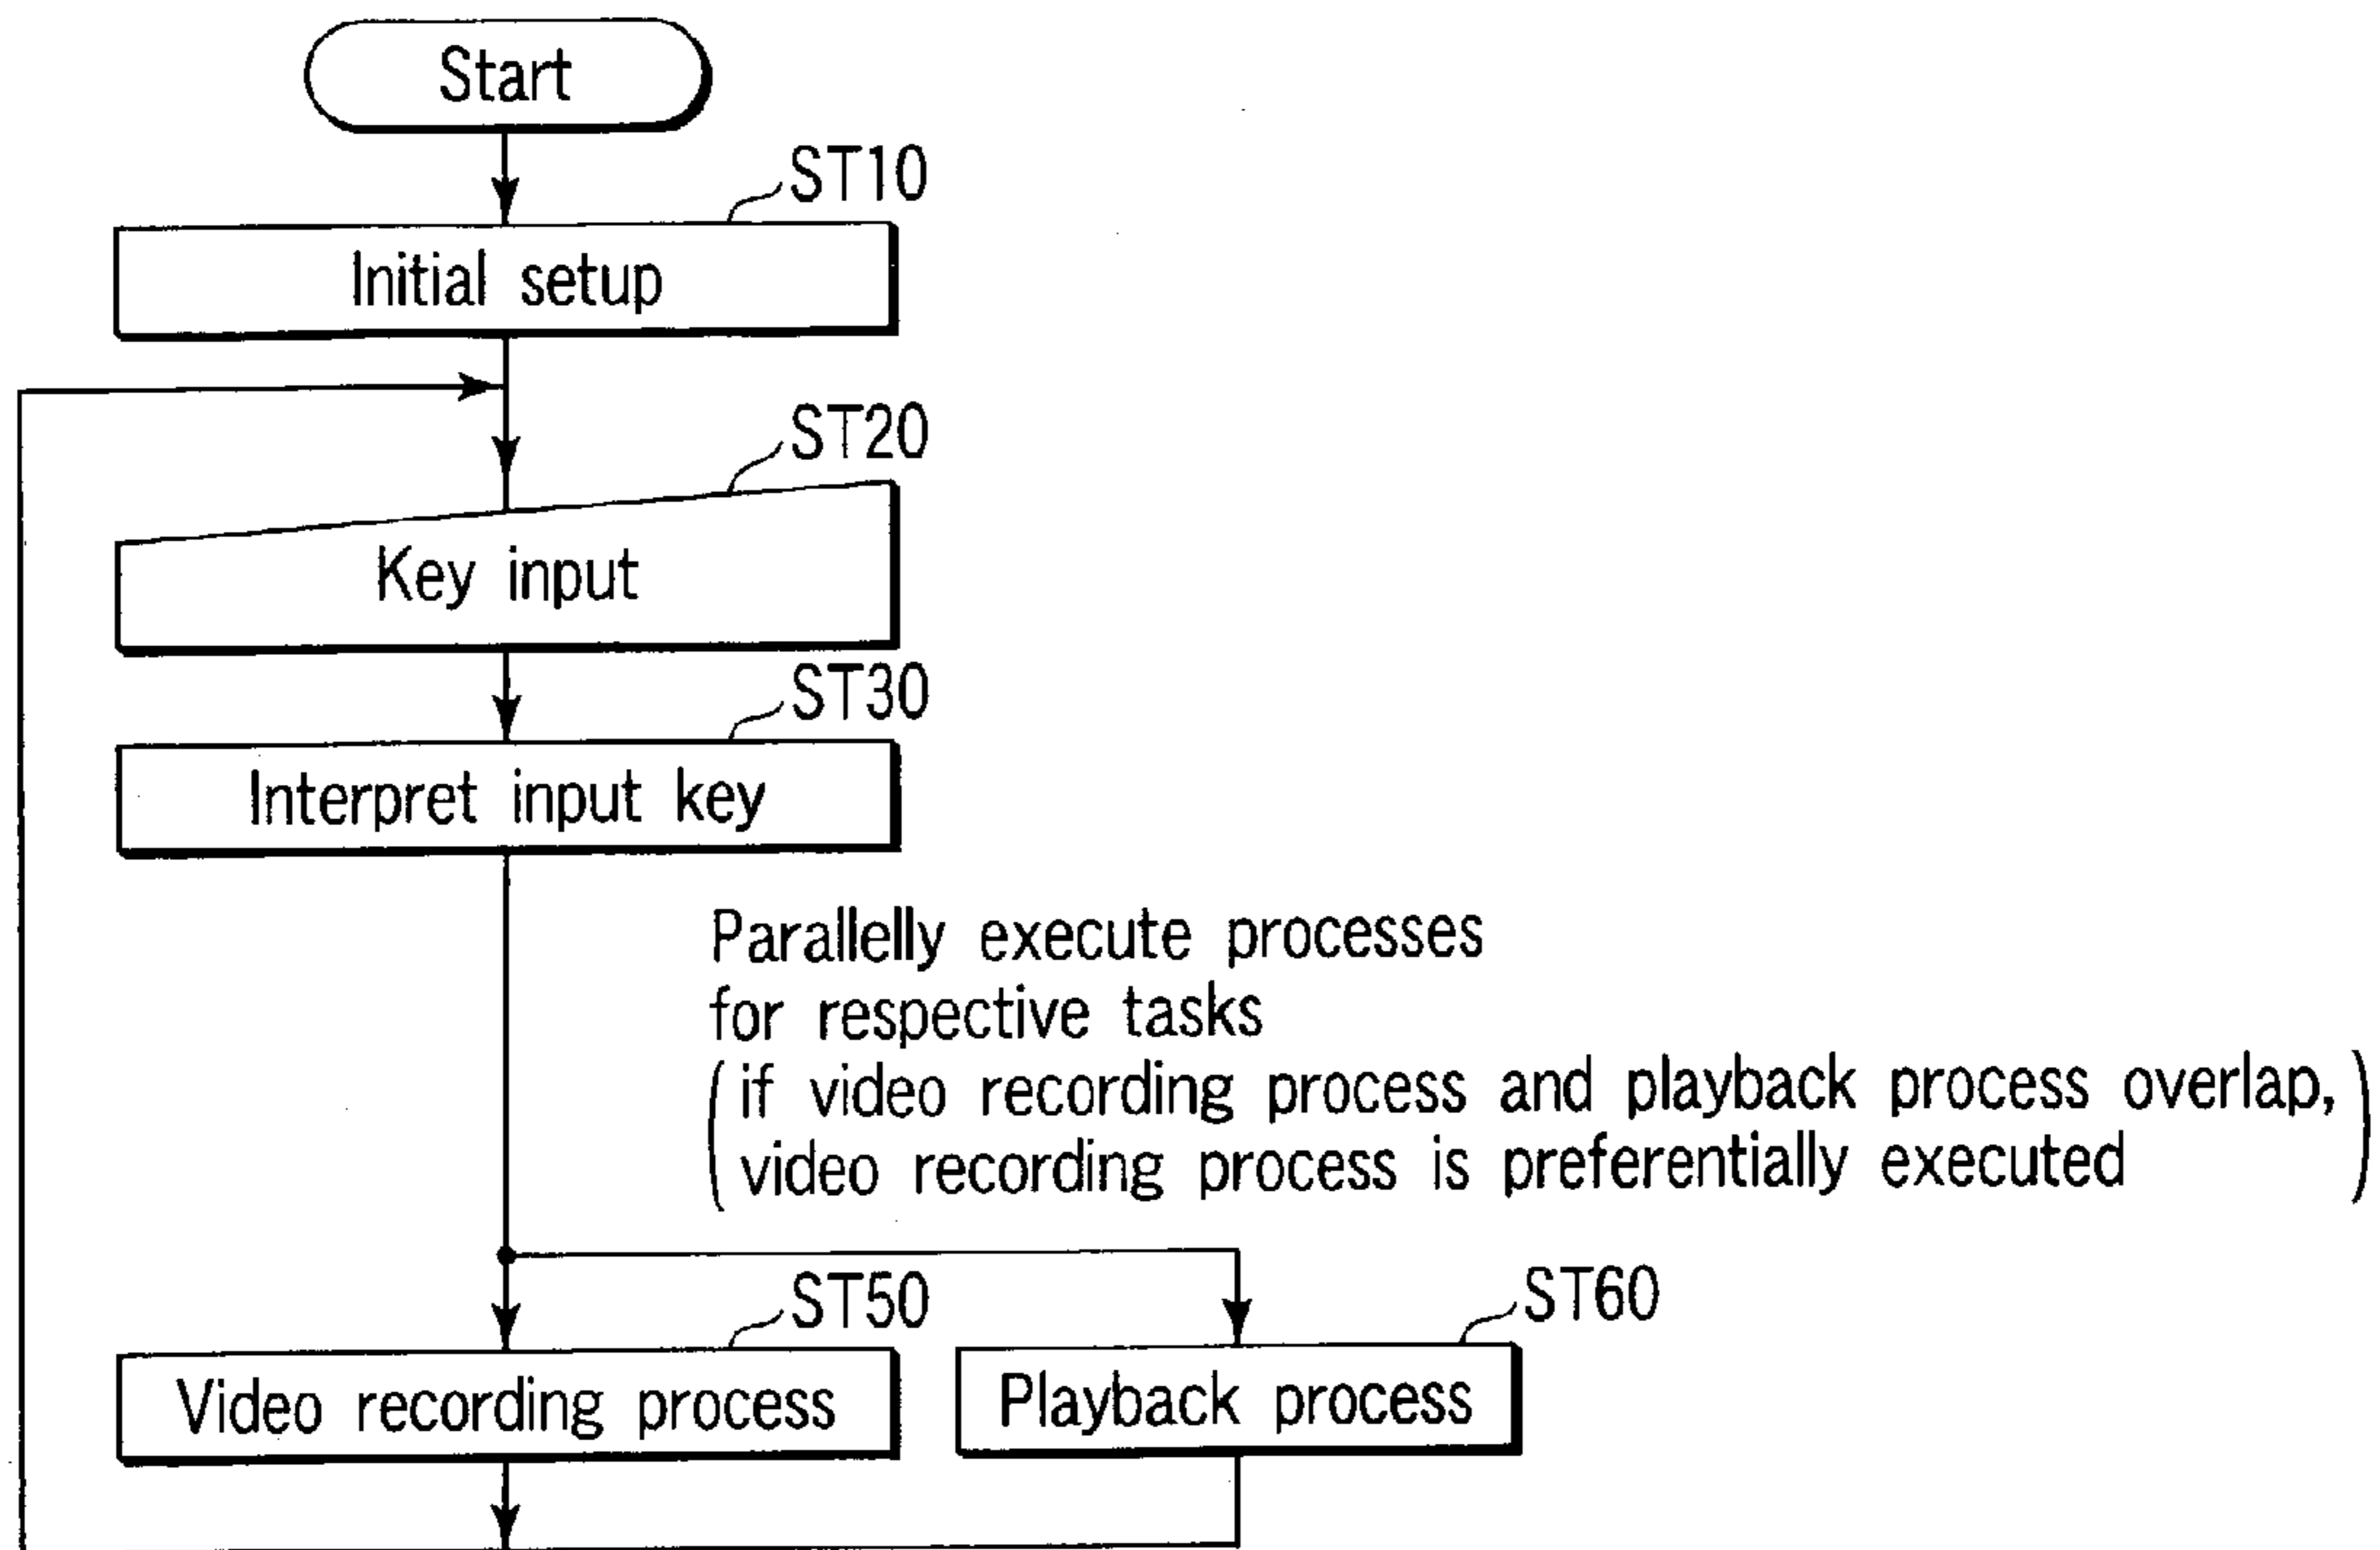 Start
ST10
Initial setup
ST20
Key input
ST30
Interpret input key
Parallelly execute processes
for respective tasks
(if video recording process and playback process overlap,
video recording process is preferentially executed)
ST50
ST60
Video recording process
Playback process